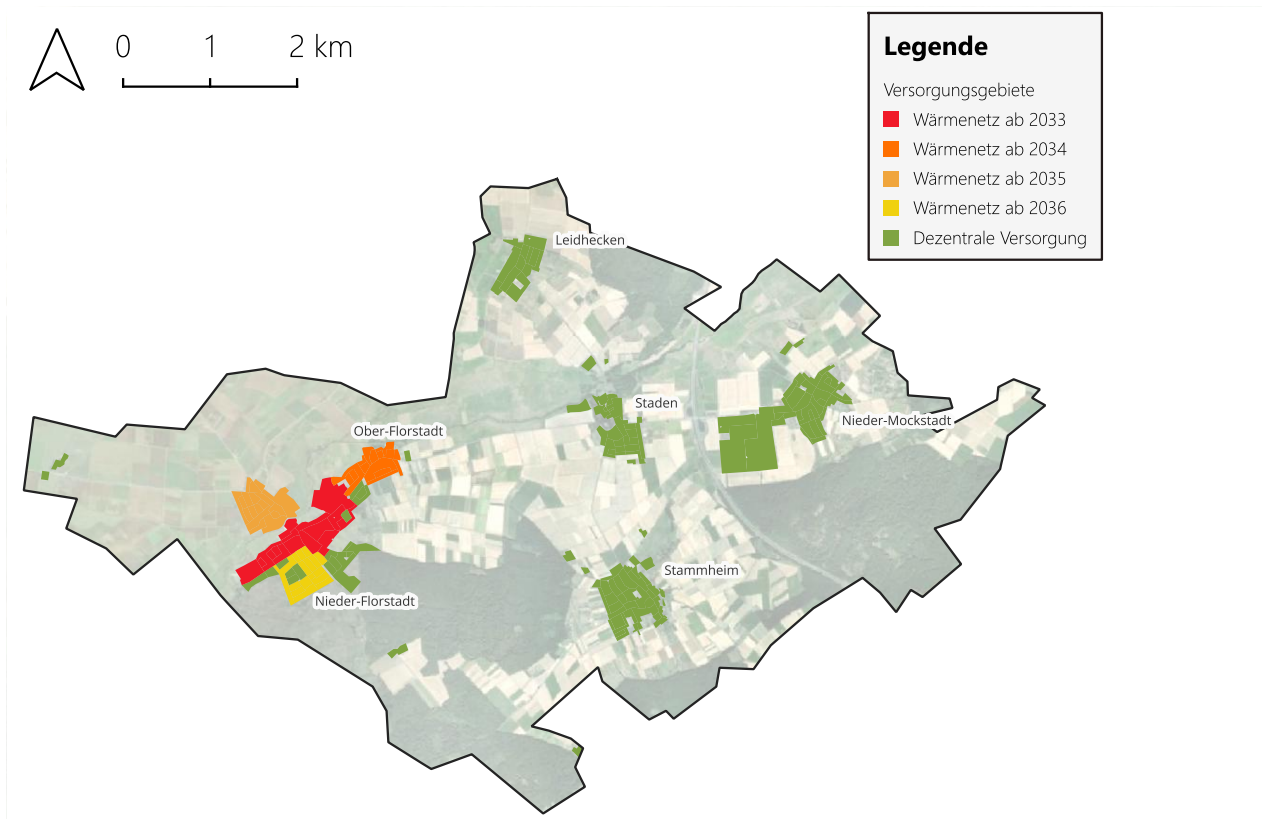 0 1 2 km
Legende
Versorgungsgebiete
Wärmenetz ab 2033
Wärmenetz ab 2034
Wärmenetz ab 2035
Wärmenetz ab 2036
Dezentrale Versorgung
Leidhecken
Staden
Nieder-Mockstadt
Ober-Florstadt
Stammheim
Nieder-Florstadt